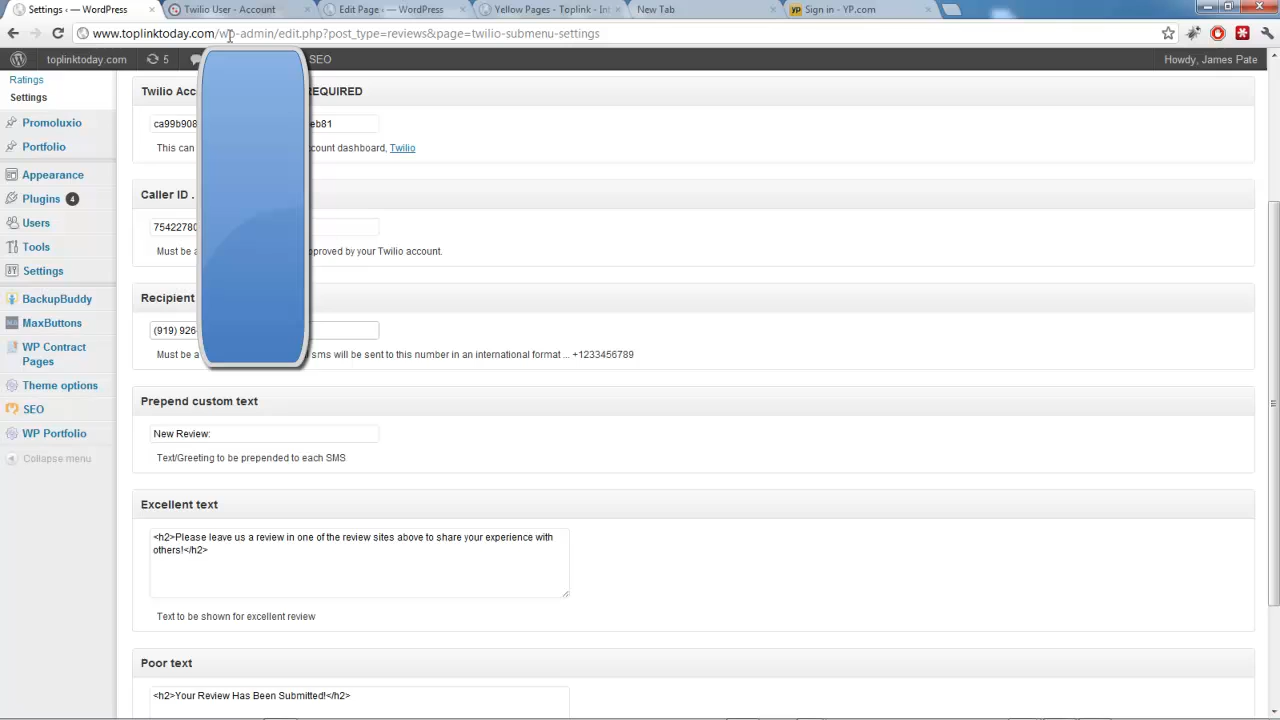 Settings ‹ — WordPress
Twilio User - Account
Edit Page ‹ — WordPress
Yellow Pages - Toplink - Int
New Tab
Sign in - YP.com
www.toplinktoday.com/wp-admin/edit.php?post_type=reviews&page=twilio-submenu-settings
toplinktoday.com
5
SEO
Howdy, James Pate
Ratings
Settings
Promoluxio
Portfolio
Appearance
Plugins 4
Users
Tools
Settings
BackupBuddy
MaxButtons
WP Contract
Pages
Theme options
SEO
WP Portfolio
Collapse menu
Twilio Acc REQUIRED
ca99b908 eb81
This can count dashboard, Twilio
Caller ID .
75422780
Must be a pproved by your Twilio account.
Recipient
(919) 926
Must be a sms will be sent to this number in an international format ... +1233456789
Prepend custom text
New Review:
Text/Greeting to be prepended to each SMS
Excellent text
<h2>Please leave us a review in one of the review sites above to share your experience with
others!</h2>
Text to be shown for excellent review
Poor text
<h2>Your Review Has Been Submitted!</h2>